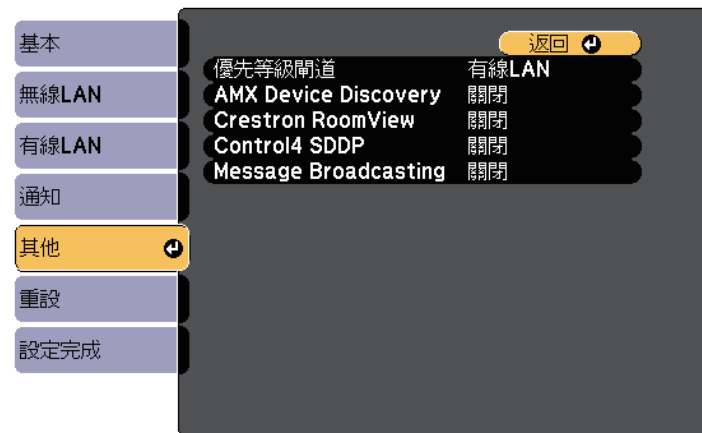 基本
無線LAN
有線LAN
通知
其他
重設
設定完成
返回
優先等級閘道 有線LAN
AMX Device Discovery 關閉
Crestron RoomView 關閉
Control4 SDDP 關閉
Message Broadcasting 關閉